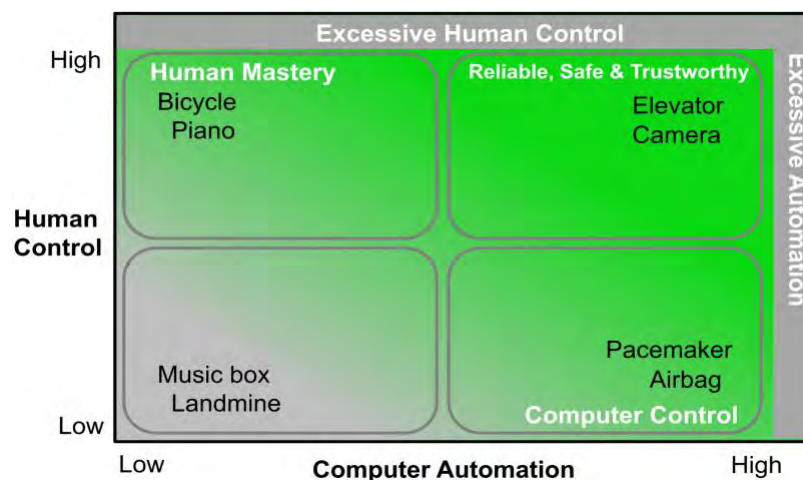 Excessive Human Control
High
Human Mastery
Bicycle
Piano
Reliable, Safe & Trustworthy
Elevator
Camera
Excessive Automation
Human
Control
Music box
Landmine
Pacemaker
Airbag
Computer Control
Low
Low
Computer Automation
High